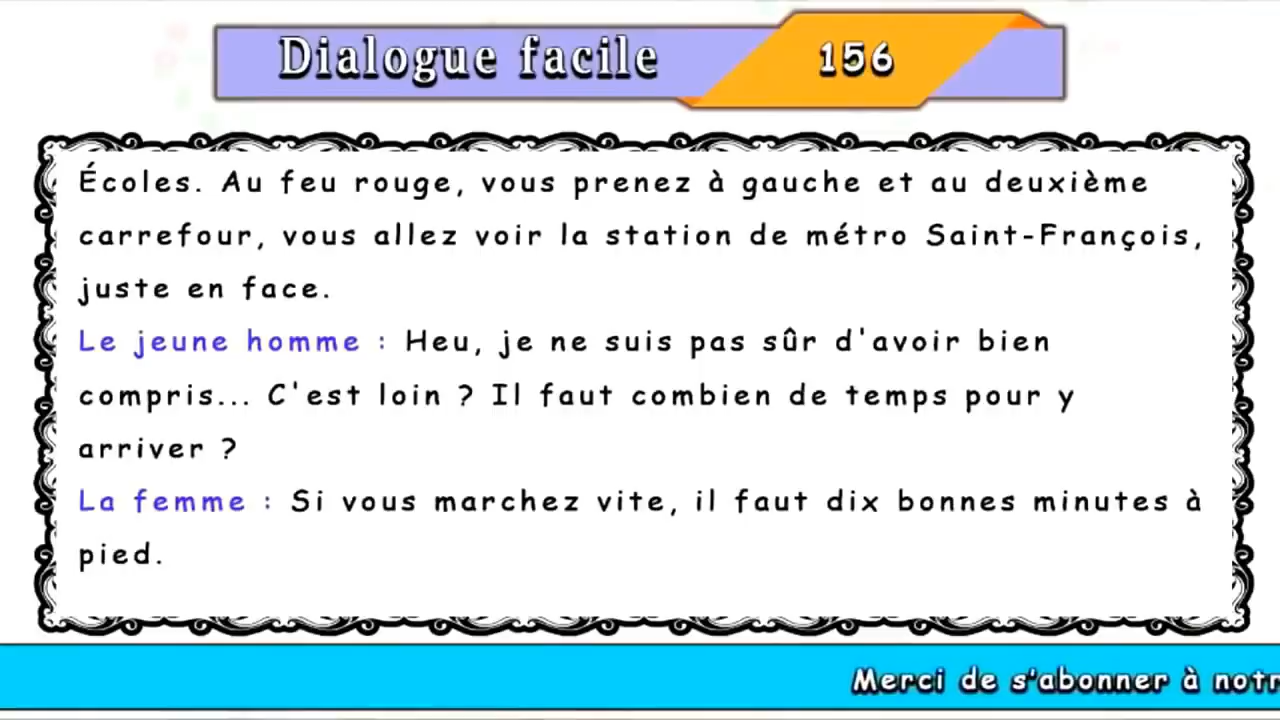 Dialogue facile 156
Écoles. Au feu rouge, vous prenez à gauche et au deuxième
carrefour, vous allez voir la station de métro Saint-François,
juste en face.
Le jeune homme : Heu, je ne suis pas sûr d'avoir bien
compris... C'est loin ? Il faut combien de temps pour y
arriver ?
La femme : Si vous marchez vite, il faut dix bonnes minutes à
pied.
Merci de s'abonner à notr